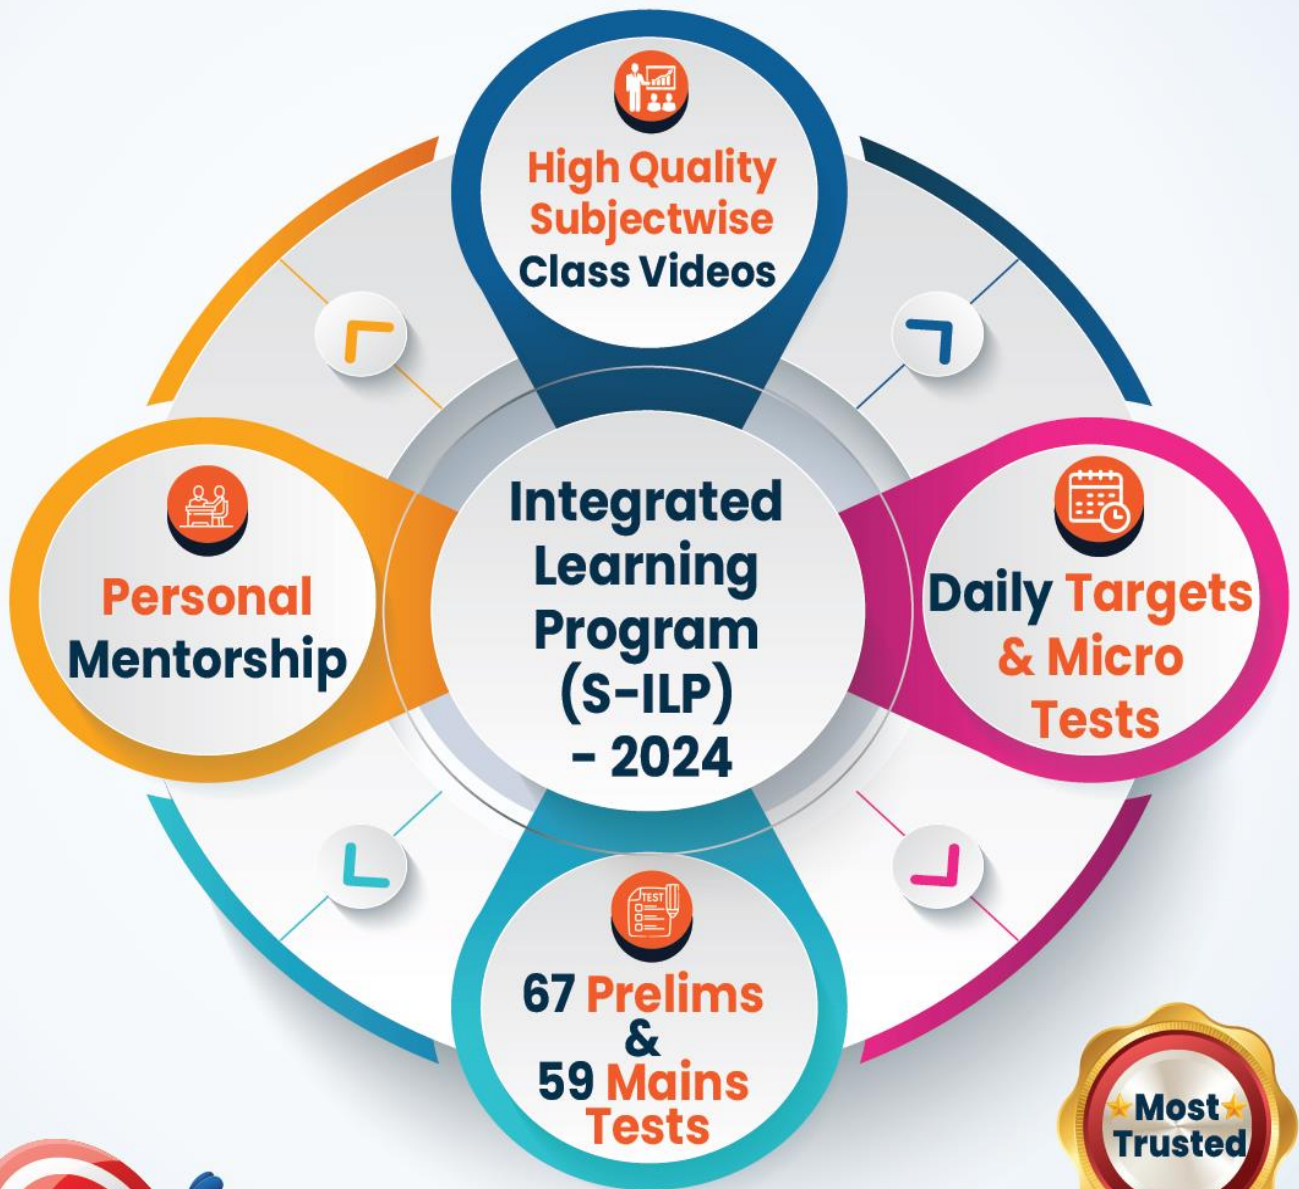 High Quality
Subjectwise
Class Videos
Integrated
Learning
Program
(S-ILP)
- 2024
Personal
Mentorship
Daily Targets
& Micro
Tests
TEST
67 Prelims
&
59 Mains
Tests
Most
Trusted